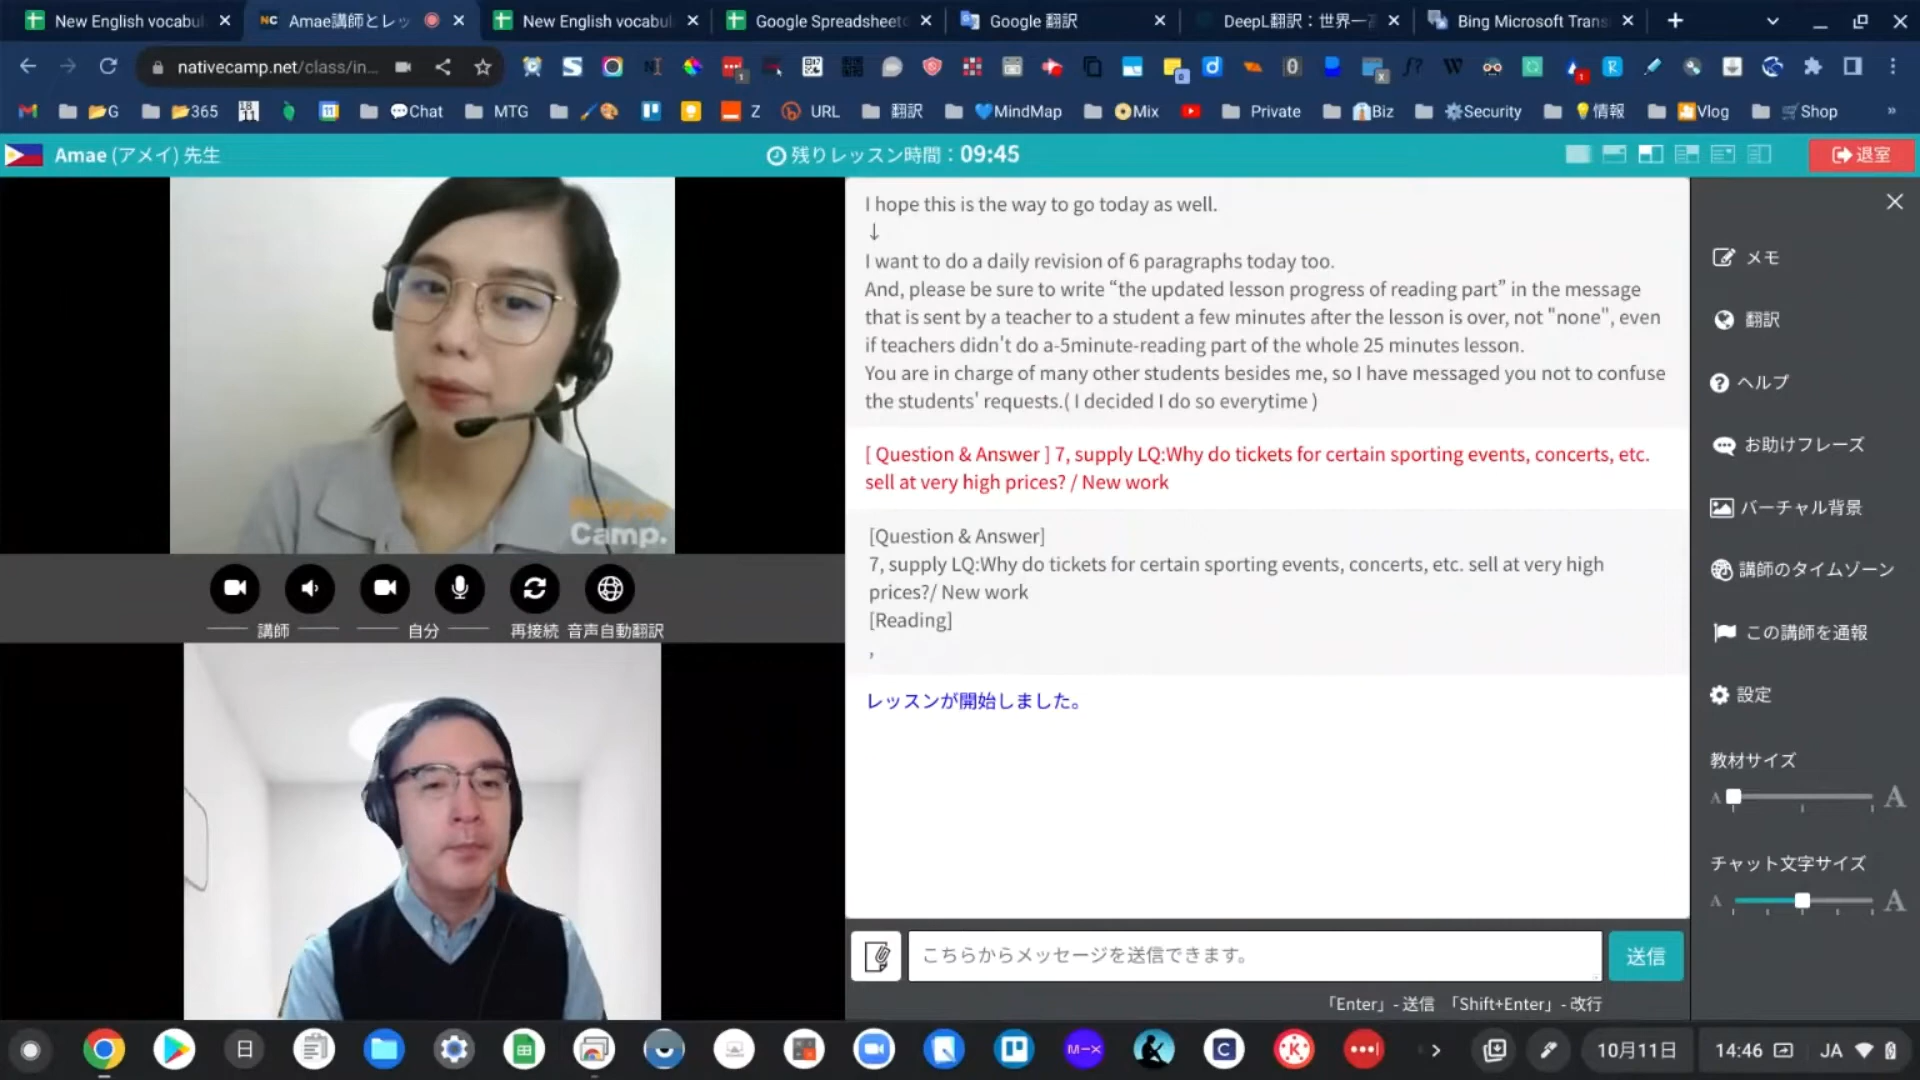 New English vocabul
Amae講師とレッ
New English vocabul
Google Spreadsheet
Google 翻訳
DeepL翻訳：世界一
Bing Microsoft Trans
nativecamp.net/class/in...
G
365
Chat
MTG
Z
URL
翻訳
MindMap
Mix
Private
Biz
Security
情報
Vlog
Shop
Amae (アメイ) 先生
残りレッスン時間：09:45
退室
I hope this is the way to go today as well.
↓
I want to do a daily revision of 6 paragraphs today too.
And, please be sure to write “the updated lesson progress of reading part” in the message
that is sent by a teacher to a student a few minutes after the lesson is over, not "none", even
if teachers didn't do a-5minute-reading part of the whole 25 minutes lesson.
You are in charge of many other students besides me, so I have messaged you not to confuse
the students' requests.( I decided I do so everytime )
[ Question & Answer ] 7, supply LQ:Why do tickets for certain sporting events, concerts, etc.
sell at very high prices? / New work
[Question & Answer]
7, supply LQ:Why do tickets for certain sporting events, concerts, etc. sell at very high
prices?/ New work
[Reading]
,
レッスンが開始しました。
Camp.
講師
自分
再接続
音声自動翻訳
メモ
翻訳
ヘルプ
お助けフレーズ
バーチャル背景
講師のタイムゾーン
この講師を通報
設定
教材サイズ
A A
チャット文字サイズ
A A
こちらからメッセージを送信できます。
送信
「Enter」- 送信 「Shift+Enter」- 改行
10月11日
14:46
JA